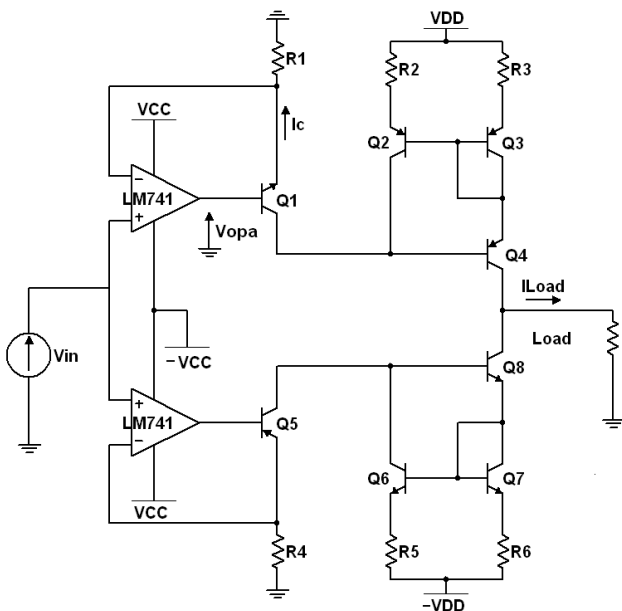 VDD
R1
R2
R3
VCC
Ic
Q2
Q3
−
LM741
+
Q1
Vopa
Q4
ILoad
Vin
−VCC
Load
Q8
+
LM741
−
Q5
Q6
Q7
VCC
R4
R5
R6
−VDD